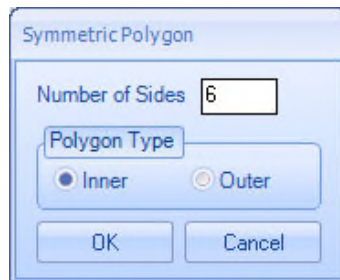 Symmetric Polygon
Number of Sides 6
Polygon Type
Inner Outer
OK Cancel